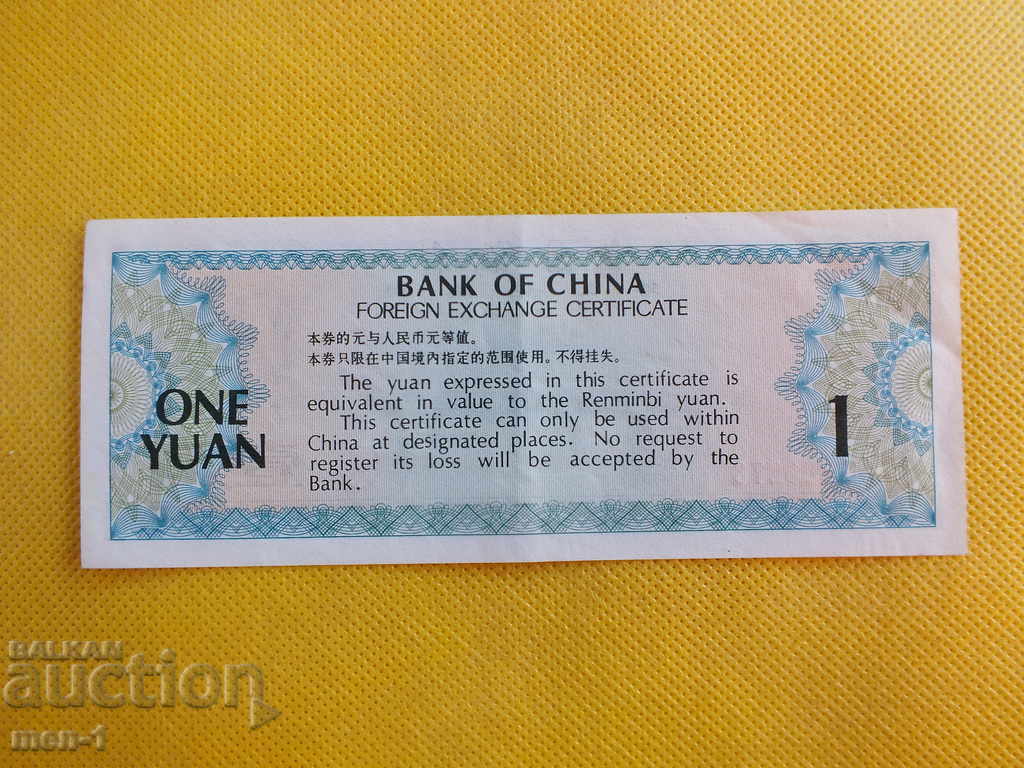 BANK OF CHINA
FOREIGN EXCHANGE CERTIFICATE
本券的元与人民币元等值。
本券只限在中国境内指定的范围使用。不得挂失。
The yuan expressed in this certificate is
equivalent in value to the Renminbi yuan.
This certificate can only be used within
China at designated places. No request to
register its loss will be accepted by the
Bank.
ONE
YUAN
1
BALKAN
auction
men-1